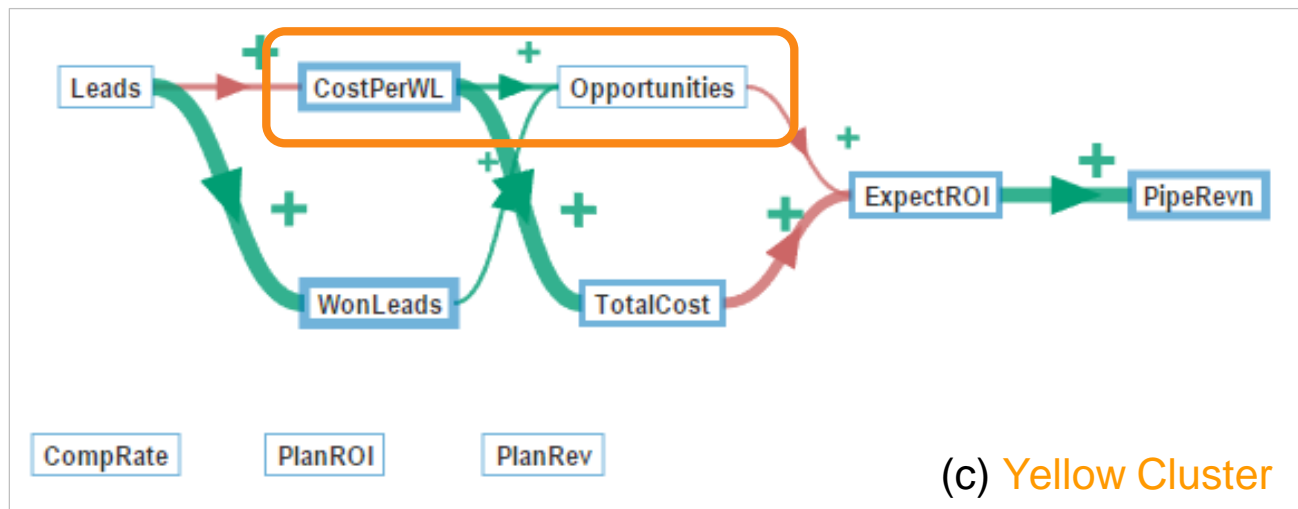 Leads
CostPerWL
Opportunities
ExpectROI
PipeRevn
WonLeads
TotalCost
CompRate
PlanROI
PlanRev
(c) Yellow Cluster